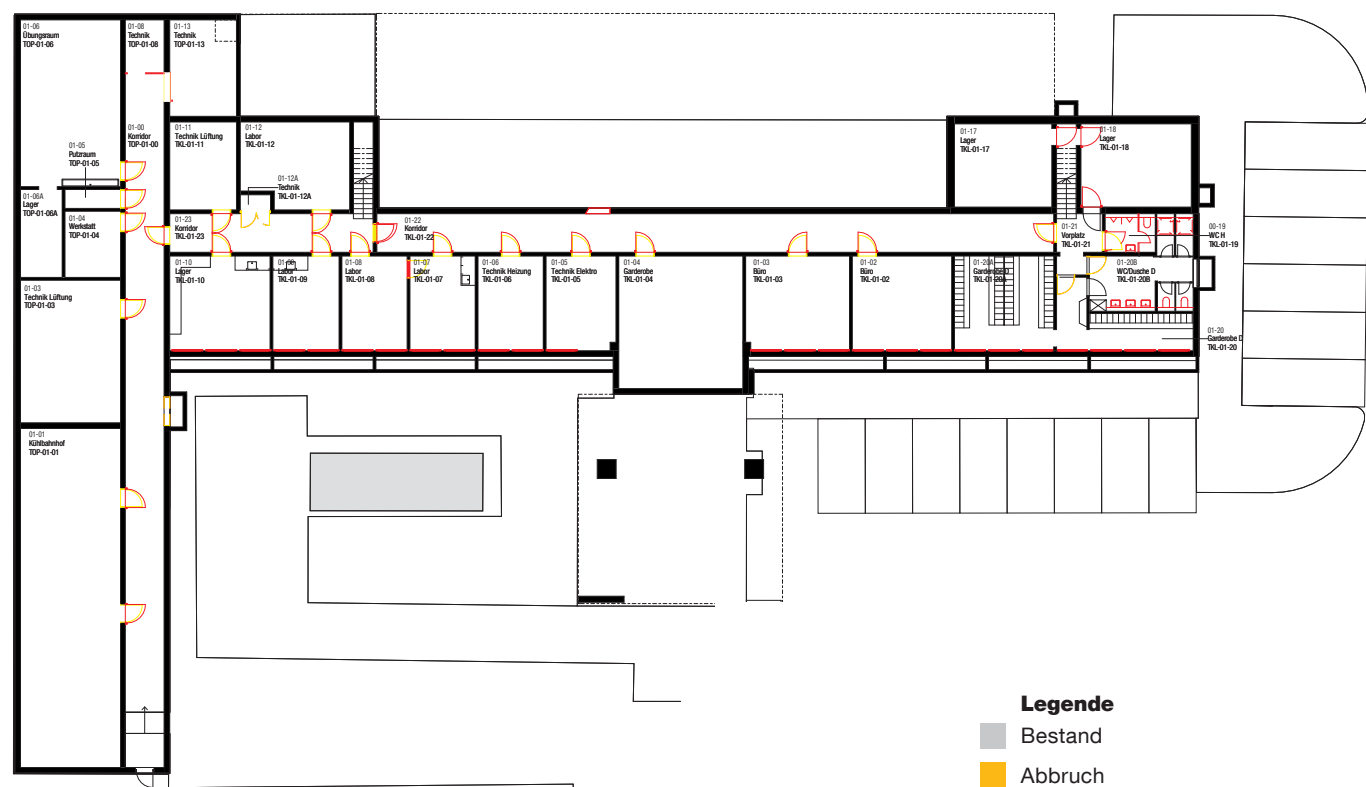 01-06
Übungsraum
TOP-01-06
01-08
Technik
TOP-01-08
01-13
Technik
TOP-01-13
01-00
Korridor
TOP-01-00
01-11
Technik Lüftung
TKL-01-11
01-12
Labor
TKL-01-12
01-17
Lager
TKL-01-17
01-18
Lager
TKL-01-18
01-05
Putzraum
TOP-01-05
01-12A
Technik
TKL-01-12A
01-06A
Lager
TOP-01-06A
01-04
Werkstatt
TOP-01-04
01-23
Korridor
TKL-01-23
01-22
Korridor
TKL-01-22
01-21
Vorplatz
TKL-01-21
00-19
WC H
TKL-01-19
01-10
Lager
TKL-01-10
Labor
TKL-01-09
01-08
Labor
TKL-01-08
01-07
Labor
TKL-01-07
01-06
Technik Heizung
TKL-01-06
01-05
Technik Elektro
TKL-01-05
01-04
Garderobe
TKL-01-04
01-03
Büro
TKL-01-03
01-02
Büro
TKL-01-02
01-20A
Garderobe D
TKL-01-20A
01-20B
WC/Dusche D
TKL-01-20B
01-03
Technik Lüftung
TOP-01-03
01-20
Garderobe D
TKL-01-20
01-01
Kühlbahnhof
TOP-01-01
Legende
Bestand
Abbruch